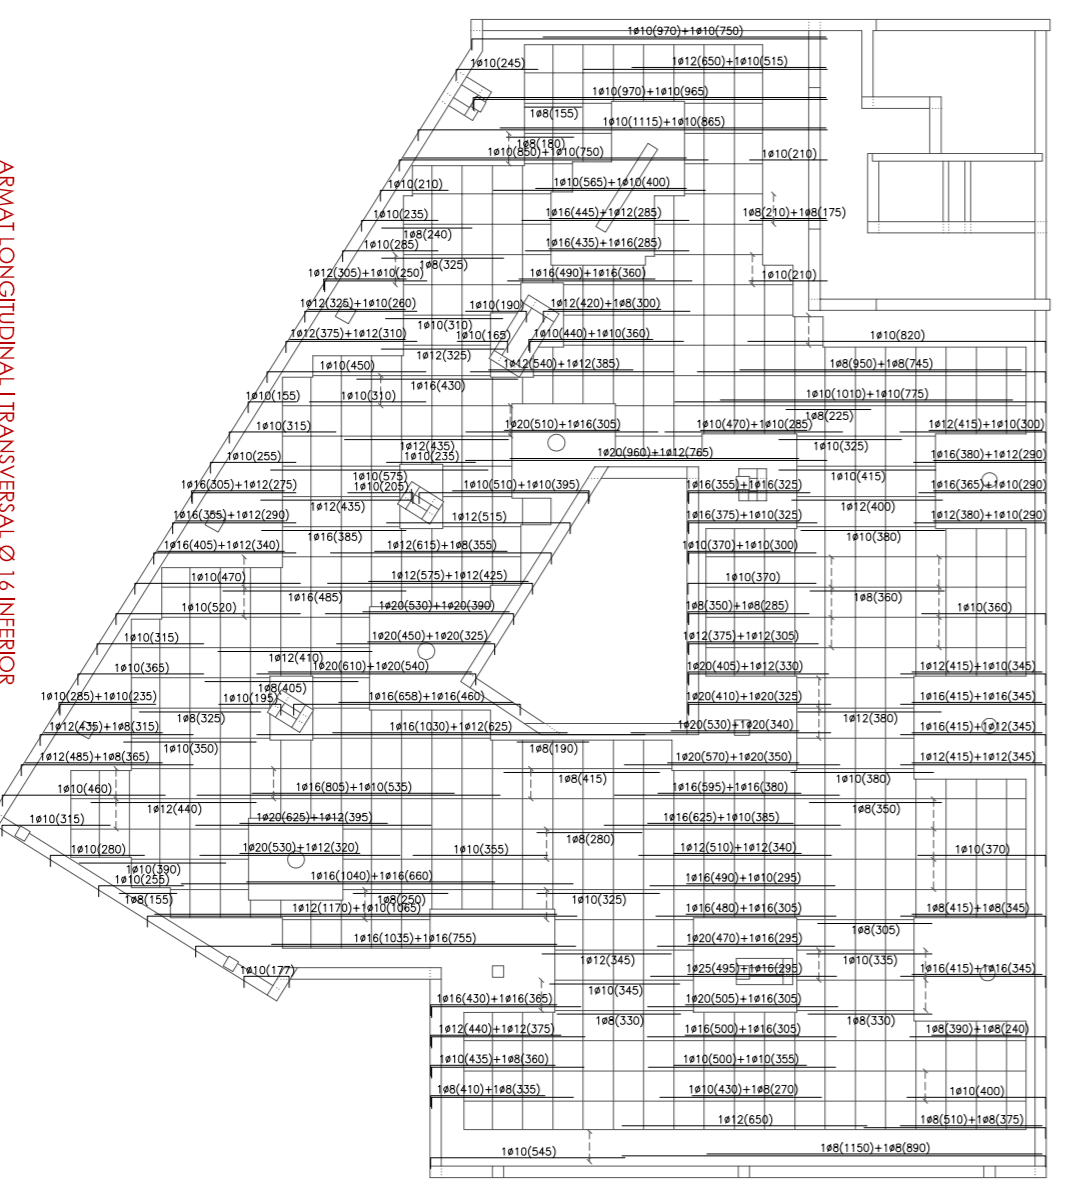 ARMAT LONGITUDINAL I TRANSVERSAL Ø 16 INFERIOR
1ø10(970)+1ø10(750)
1ø10(245)
1ø12(650)+1ø10(515)
1ø10(970)+1ø10(965)
1ø8(155)
1ø10(1115)+1ø10(865)
1ø8(180)
1ø10(850)+1ø10(750)
1ø10(210)
1ø10(210)
1ø10(565)+1ø10(400)
1ø10(235)
1ø16(445)+1ø12(285)
1ø8(210)+1ø8(175)
1ø8(240)
1ø10(285)
1ø16(435)+1ø16(285)
1ø8(325)
1ø12(305)+1ø10(250)
1ø16(490)+1ø16(360)
1ø10(210)
1ø12(325)+1ø10(260)
1ø10(190)
1ø12(420)+1ø8(300)
1ø10(310)
1ø12(375)+1ø12(310)
1ø10(165)
1ø10(440)+1ø10(360)
1ø10(820)
1ø12(325)
1ø10(450)
1ø12(540)+1ø12(385)
1ø8(950)+1ø8(745)
1ø16(430)
1ø10(155)
1ø10(310)
1ø10(1010)+1ø10(775)
1ø8(225)
1ø10(315)
1ø20(510)+1ø16(305)
1ø10(470)+1ø10(285)
1ø12(415)+1ø10(300)
1ø12(435)
1ø10(325)
1ø10(255)
1ø10(235)
1ø20(960)+1ø12(765)
1ø16(380)+1ø12(290)
1ø10(575)
1ø10(415)
1ø16(305)+1ø12(275)
1ø10(205)
1ø10(510)+1ø10(395)
1ø16(355)+1ø16(325)
1ø16(365)+1ø10(290)
1ø12(435)
1ø12(400)
1ø16(355)+1ø12(290)
1ø12(515)
1ø16(375)+1ø10(325)
1ø12(380)+1ø10(290)
1ø16(385)
1ø10(380)
1ø16(405)+1ø12(340)
1ø12(615)+1ø8(355)
1ø10(370)+1ø10(300)
1ø10(470)
1ø12(575)+1ø12(425)
1ø10(370)
1ø16(485)
1ø8(360)
1ø10(520)
1ø20(530)+1ø20(390)
1ø8(350)+1ø8(285)
1ø10(360)
1ø10(315)
1ø20(450)+1ø20(325)
1ø12(375)+1ø12(305)
1ø12(410)
1ø10(365)
1ø20(610)+1ø20(540)
1ø20(405)+1ø12(330)
1ø12(415)+1ø10(345)
1ø8(405)
1ø10(285)+1ø10(235)
1ø10(195)
1ø16(658)+1ø16(460)
1ø20(410)+1ø20(325)
1ø16(415)+1ø16(345)
1ø8(325)
1ø12(380)
1ø12(435)+1ø8(315)
1ø16(1030)+1ø12(625)
1ø20(530)+1ø20(340)
1ø16(415)+1ø12(345)
1ø10(350)
1ø8(190)
1ø12(485)+1ø8(365)
1ø20(570)+1ø20(350)
1ø12(415)+1ø12(345)
1ø8(415)
1ø10(380)
1ø10(460)
1ø16(805)+1ø10(535)
1ø16(595)+1ø16(380)
1ø12(440)
1ø8(350)
1ø10(315)
1ø20(625)+1ø12(395)
1ø16(625)+1ø10(385)
1ø8(280)
1ø10(280)
1ø20(530)+1ø12(320)
1ø10(355)
1ø12(510)+1ø12(340)
1ø10(370)
1ø10(390)
1ø10(255)
1ø16(1040)+1ø16(660)
1ø16(490)+1ø10(295)
1ø8(155)
1ø8(250)
1ø10(325)
1ø12(1170)+1ø10(1065)
1ø16(480)+1ø16(305)
1ø8(415)+1ø8(345)
1ø8(305)
1ø16(1035)+1ø16(755)
1ø20(470)+1ø16(295)
1ø12(345)
1ø10(335)
1ø10(177)
1ø25(495)+1ø16(295)
1ø16(415)+1ø16(345)
1ø10(345)
1ø16(430)+1ø16(365)
1ø20(505)+1ø16(305)
1ø8(330)
1ø8(330)
1ø12(440)+1ø12(375)
1ø16(500)+1ø16(305)
1ø8(390)+1ø8(240)
1ø10(435)+1ø8(360)
1ø10(500)+1ø10(355)
1ø8(410)+1ø8(335)
1ø10(430)+1ø8(270)
1ø10(400)
1ø12(650)
1ø8(510)+1ø8(375)
1ø10(545)
1ø8(1150)+1ø8(890)